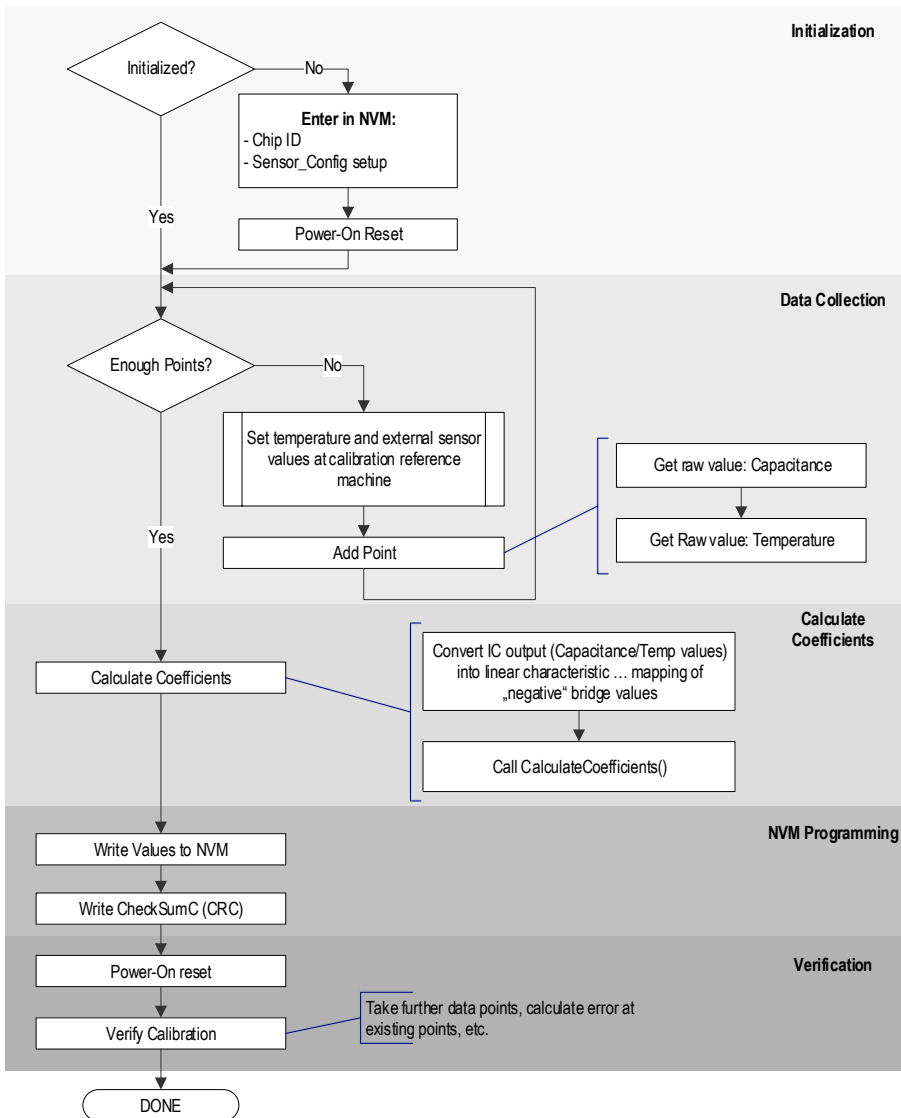 Initialization
Initialized?
No
Enter in NVM:
- Chip ID
- Sensor_Config setup
Yes
Power-On Reset
Data Collection
Enough Points?
No
Set temperature and external sensor
values at calibration reference
machine
Get raw value: Capacitance
Yes
Add Point
Get Raw value: Temperature
Calculate
Coefficients
Convert IC output (Capacitance/Temp values)
into linear characteristic … mapping of
„negative“ bridge values
Calculate Coefficients
Call CalculateCoefficients()
NVM Programming
Write Values to NVM
Write CheckSumC (CRC)
Verification
Power-On reset
Take further data points, calculate error at
existing points, etc.
Verify Calibration
DONE